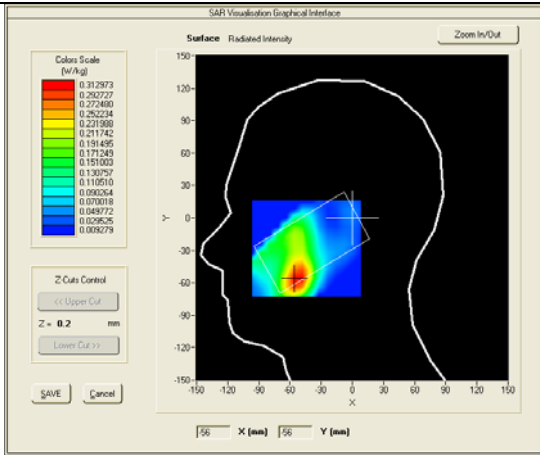 SAR Visualisation Graphical Interface
Surface Radiated Intensity
Zoom In/Out
Colors Scale
(W/kg)
0.312973
0.292727
0.272480
0.252234
0.231988
0.211742
0.191495
0.171249
0.151003
0.130757
0.110510
0.090264
0.070018
0.049772
0.029525
0.009279
150
120
90
60
30
0
-30
-60
-90
-120
-150
Y
-150 -120 -90 -60 -30 0 30 60 90 120 150
X
Z-Cuts Control
<< Upper Cut
Z = 0.2 mm
Lower Cut >>
SAVE Cancel
-56 X (mm) -56 Y (mm)